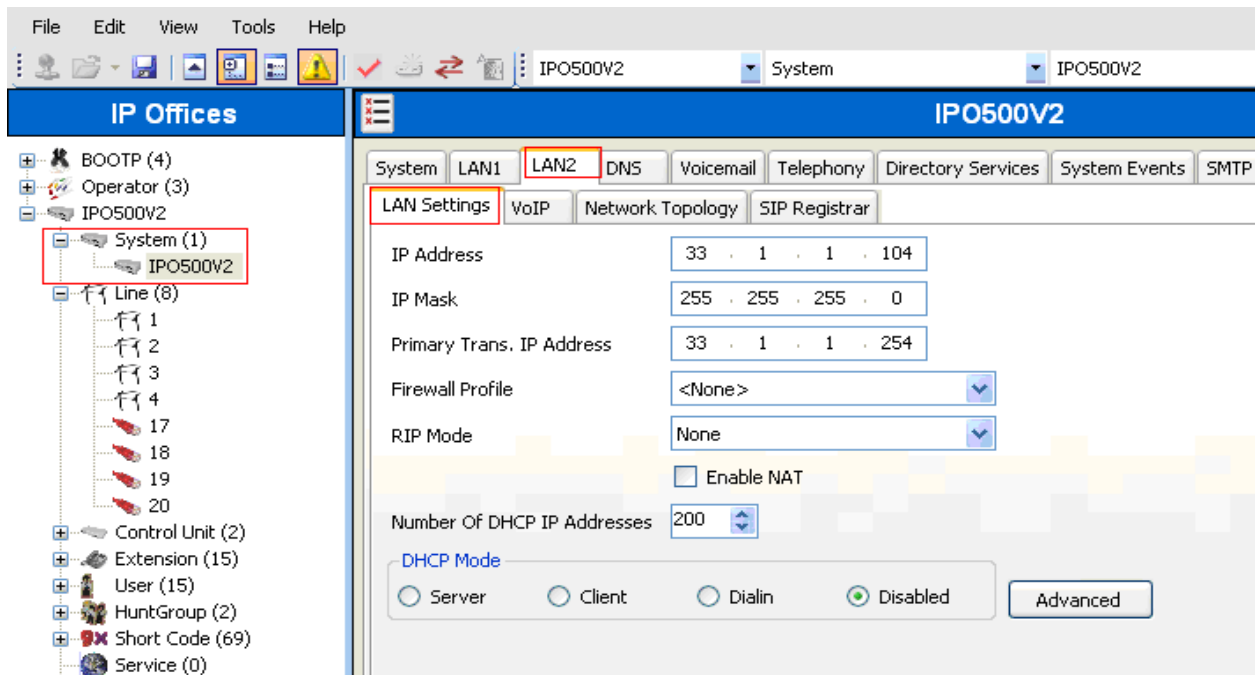 File Edit View Tools Help
IPO500V2 System IPO500V2
IP Offices
BOOTP (4)
Operator (3)
IPO500V2
System (1)
IPO500V2
Line (8)
1
2
3
4
17
18
19
20
Control Unit (2)
Extension (15)
User (15)
HuntGroup (2)
Short Code (69)
Service (0)
IPO500V2
System LAN1 LAN2 DNS Voicemail Telephony Directory Services System Events SMTP
LAN Settings VoIP Network Topology SIP Registrar
IP Address 33 . 1 . 1 . 104
IP Mask 255 . 255 . 255 . 0
Primary Trans. IP Address 33 . 1 . 1 . 254
Firewall Profile <None>
RIP Mode None
Enable NAT
Number Of DHCP IP Addresses 200
DHCP Mode
Server Client Dialin Disabled Advanced